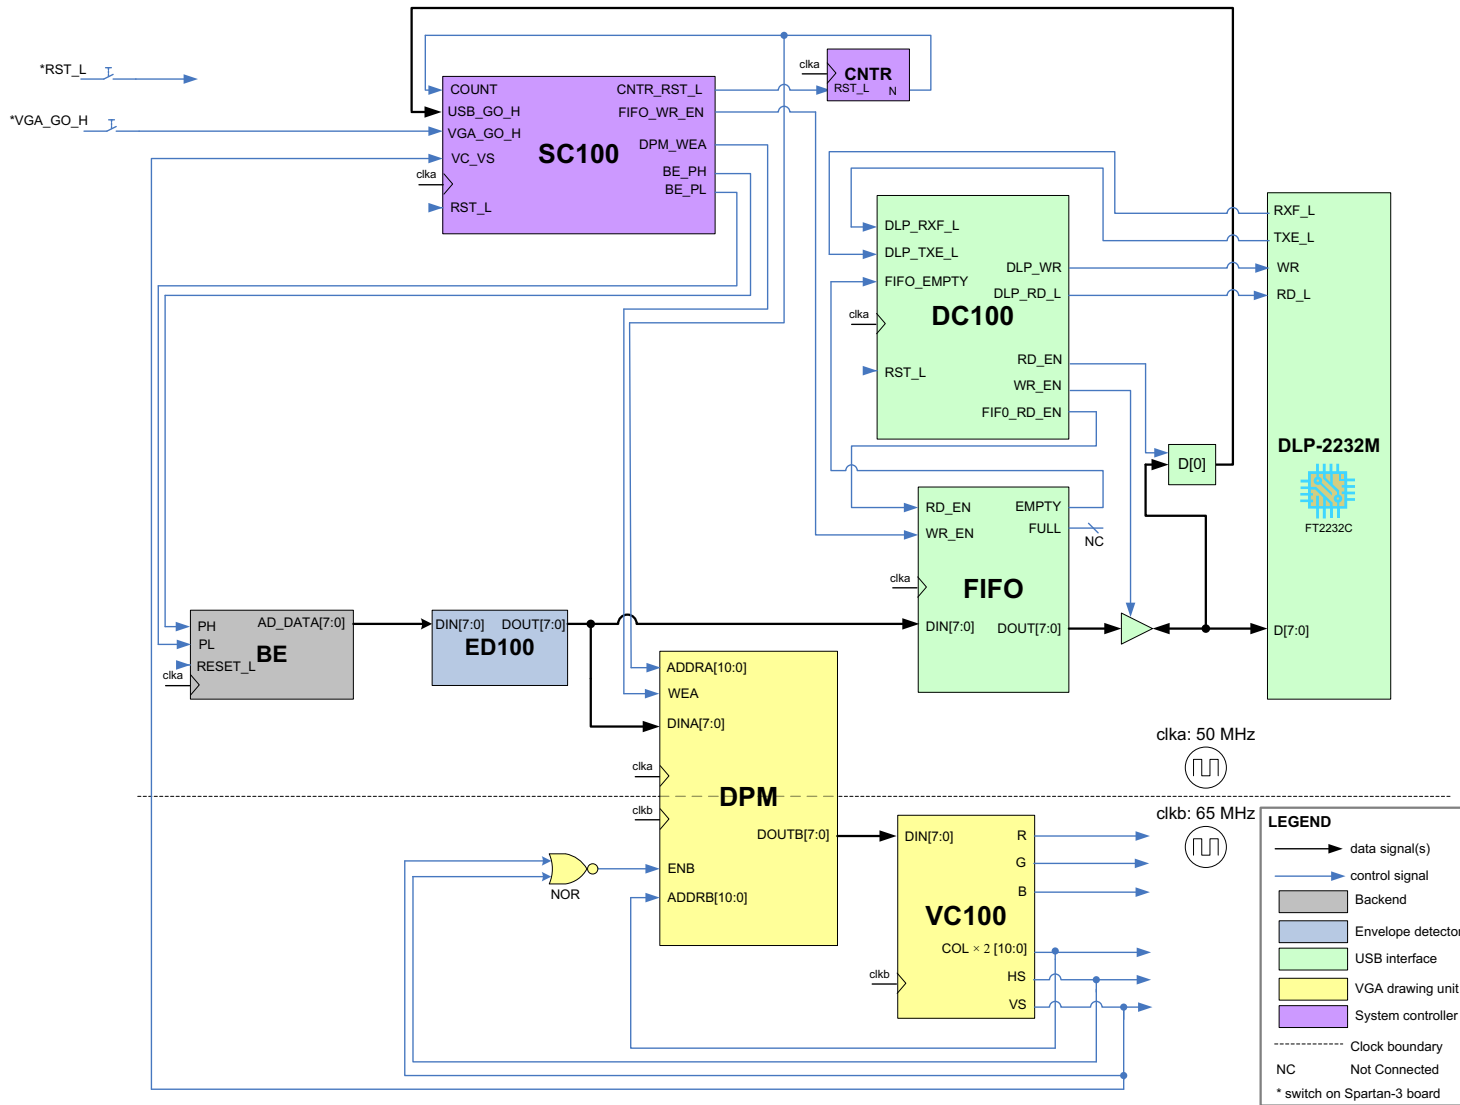 *RST_L
*VGA_GO_H
COUNT
USB_GO_H
VGA_GO_H
VC_VS
clka
RST_L
SC100
CNTR_RST_L
FIFO_WR_EN
DPM_WEA
BE_PH
BE_PL
clka
CNTR
RST_L N
DLP_RXF_L
DLP_TXE_L
FIFO_EMPTY
clka
RST_L
DC100
DLP_WR
DLP_RD_L
RD_EN
WR_EN
FIF0_RD_EN
RXF_L
TXE_L
WR
RD_L
DLP-2232M
FT2232C
D[7:0]
D[0]
RD_EN
WR_EN
clka
FIFO
DIN[7:0]
EMPTY
FULL
NC
DOUT[7:0]
PH
PL
RESET_L
clka
BE
AD_DATA[7:0]
DIN[7:0] DOUT[7:0]
ED100
ADDRA[10:0]
WEA
DINA[7:0]
clka
DPM
clkb
DOUTB[7:0]
ENB
ADDRB[10:0]
NOR
DIN[7:0]
VC100
clkb
R
G
B
COL × 2 [10:0]
HS
VS
clka: 50 MHz
clkb: 65 MHz
LEGEND
data signal(s)
control signal
Backend
Envelope detector
USB interface
VGA drawing unit
System controller
Clock boundary
NC Not Connected
* switch on Spartan-3 board